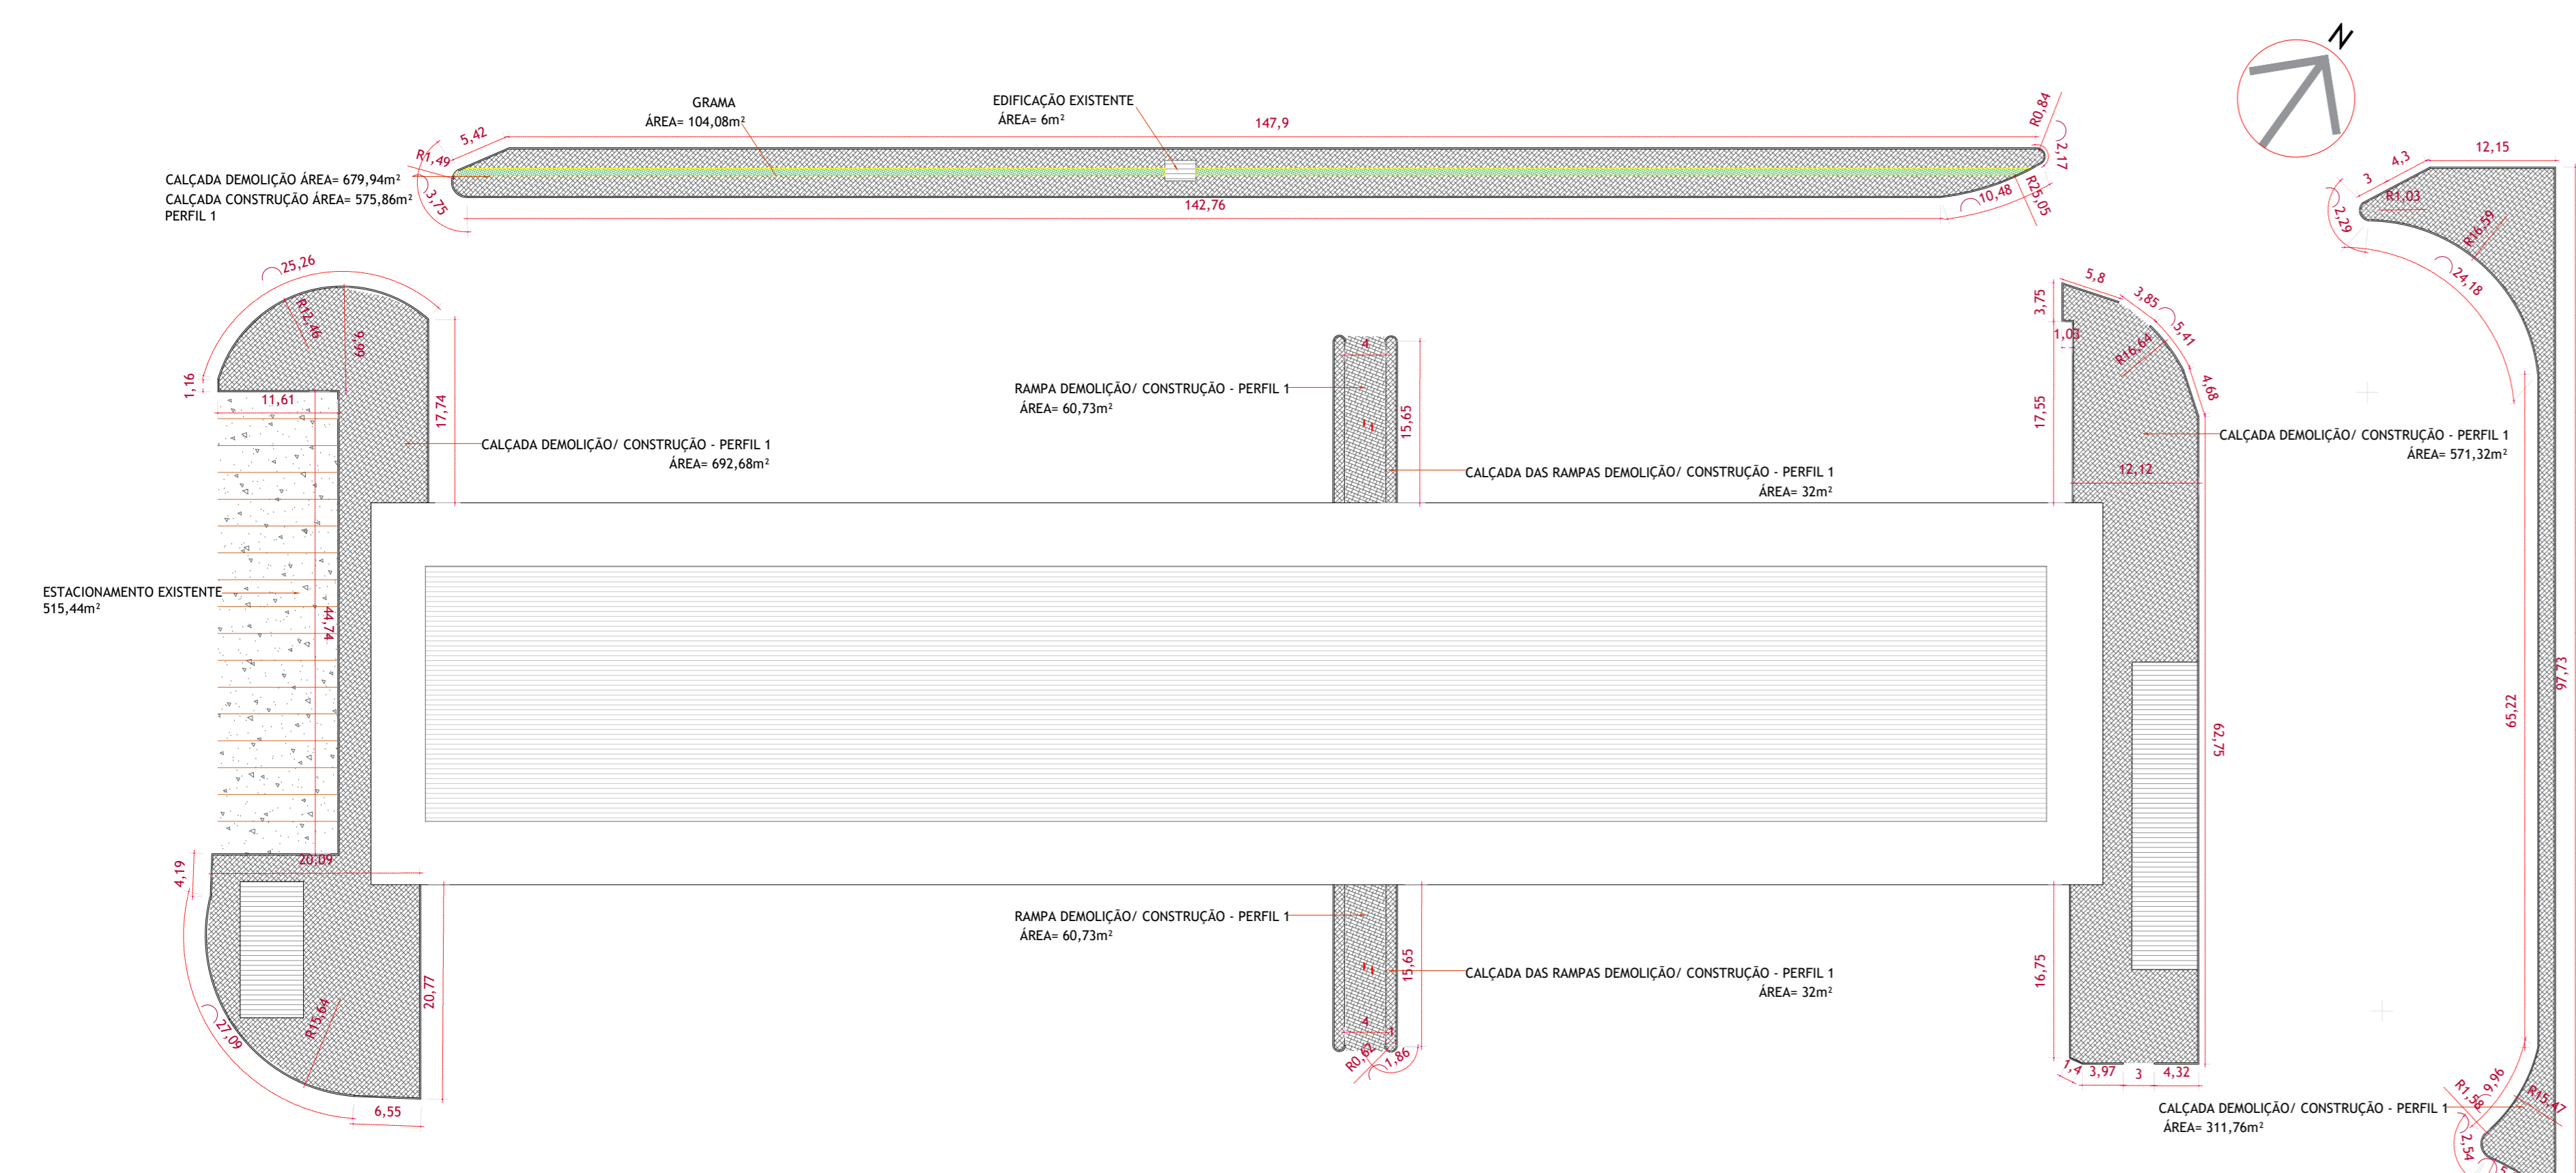 N
GRAMA
ÁREA= 104,08m²
EDIFICAÇÃO EXISTENTE
ÁREA= 6m²
147,9
5,42
R1,49
3,75
142,76
R0,84
2,17
R25,05
10,48
CALÇADA DEMOLIÇÃO ÁREA= 679,94m²
CALÇADA CONSTRUÇÃO ÁREA= 575,86m²
PERFIL 1
12,15
4,3
3
R1,03
2,29
R16,59
24,18
25,26
R12,46
9,99
1,16
11,61
17,74
CALÇADA DEMOLIÇÃO/ CONSTRUÇÃO - PERFIL 1
ÁREA= 692,68m²
4
RAMPA DEMOLIÇÃO/ CONSTRUÇÃO - PERFIL 1
ÁREA= 60,73m²
15,65
CALÇADA DAS RAMPAS DEMOLIÇÃO/ CONSTRUÇÃO - PERFIL 1
ÁREA= 32m²
5,8
3,75
3,85
5,41
1,03
R16,64
4,68
17,55
12,12
CALÇADA DEMOLIÇÃO/ CONSTRUÇÃO - PERFIL 1
ÁREA= 571,32m²
ESTACIONAMENTO EXISTENTE
515,44m²
44,74
62,75
65,22
97,73
20,09
4,19
27,09
R15,64
20,77
6,55
RAMPA DEMOLIÇÃO/ CONSTRUÇÃO - PERFIL 1
ÁREA= 60,73m²
15,65
CALÇADA DAS RAMPAS DEMOLIÇÃO/ CONSTRUÇÃO - PERFIL 1
ÁREA= 32m²
4
1
R0,62
1,86
16,75
1,4
3,97
3
4,32
9,96
R1,58
R15,47
2,54
CALÇADA DEMOLIÇÃO/ CONSTRUÇÃO - PERFIL 1
ÁREA= 311,76m²